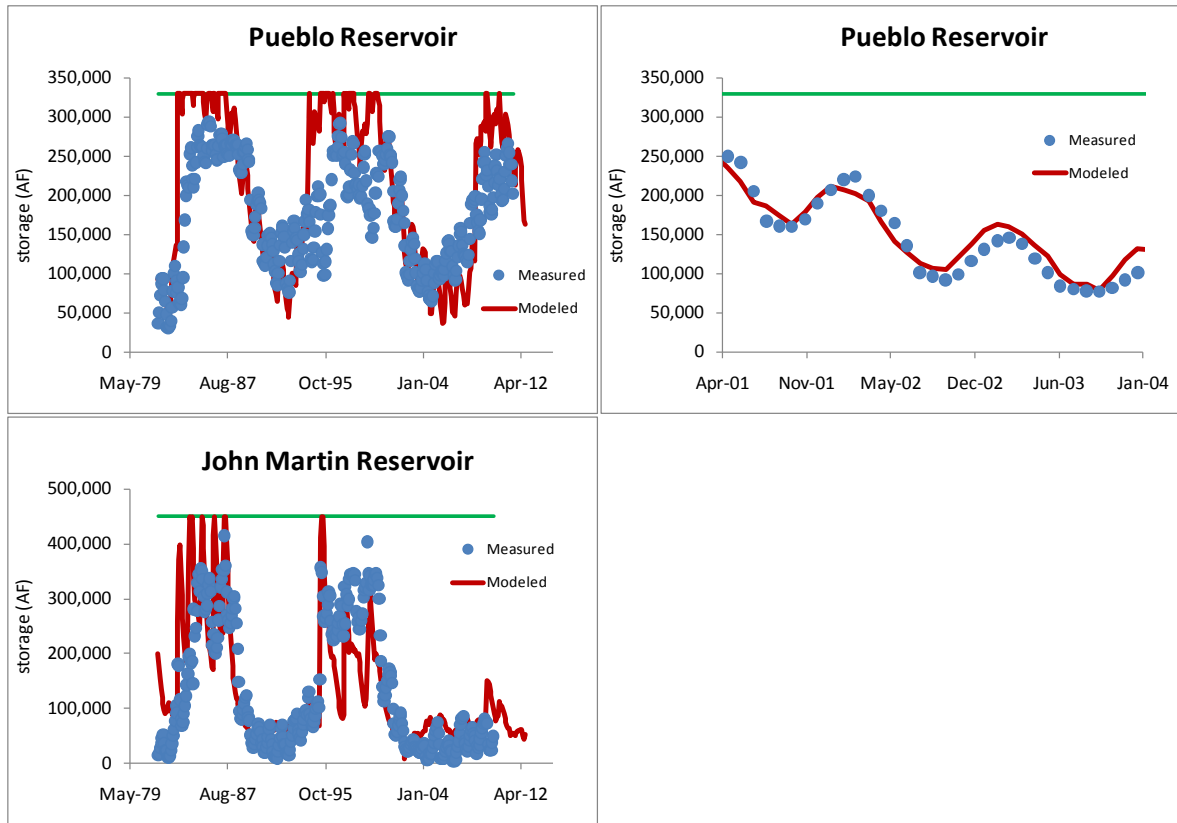 Pueblo Reservoir
350,000
300,000
250,000
200,000
150,000
100,000
50,000
0
storage (AF)
Measured
Modeled
May-79
Aug-87
Oct-95
Jan-04
Apr-12
Pueblo Reservoir
350,000
300,000
250,000
200,000
150,000
100,000
50,000
0
storage (AF)
Measured
Modeled
Apr-01
Nov-01
May-02
Dec-02
Jun-03
Jan-04
John Martin Reservoir
500,000
400,000
300,000
200,000
100,000
0
storage (AF)
Measured
Modeled
May-79
Aug-87
Oct-95
Jan-04
Apr-12